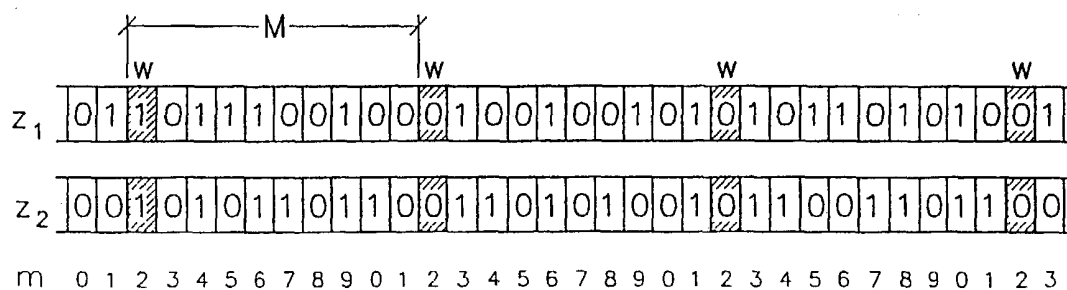 M
w w w w
z1 0 1 1 0 1 1 1 0 0 1 0 0 0 1 0 0 1 0 0 1 0 1 0 1 0 1 1 0 1 0 1 0 0 1
z2 0 0 1 0 1 0 1 1 0 1 1 0 0 1 1 0 1 0 1 0 0 1 0 1 1 0 0 1 1 0 1 1 0 0
m 0 1 2 3 4 5 6 7 8 9 0 1 2 3 4 5 6 7 8 9 0 1 2 3 4 5 6 7 8 9 0 1 2 3